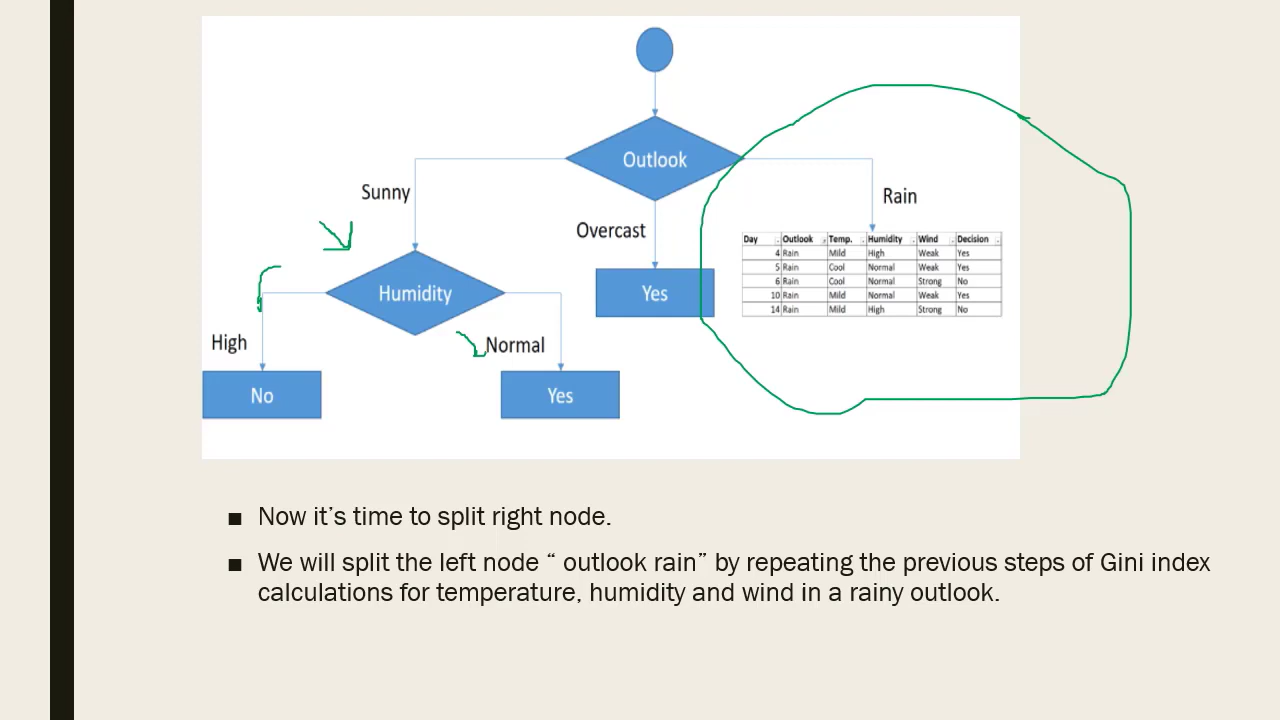 Outlook
Sunny
Rain
Overcast
Day Outlook Temp. Humidity Wind Decision
4 Rain Mild High Weak Yes
5 Rain Cool Normal Weak Yes
6 Rain Cool Normal Strong No
10 Rain Mild Normal Weak Yes
14 Rain Mild High Strong No
Humidity
Yes
High
Normal
No
Yes
■ Now it’s time to split right node.
■ We will split the left node “ outlook rain” by repeating the previous steps of Gini index
calculations for temperature, humidity and wind in a rainy outlook.